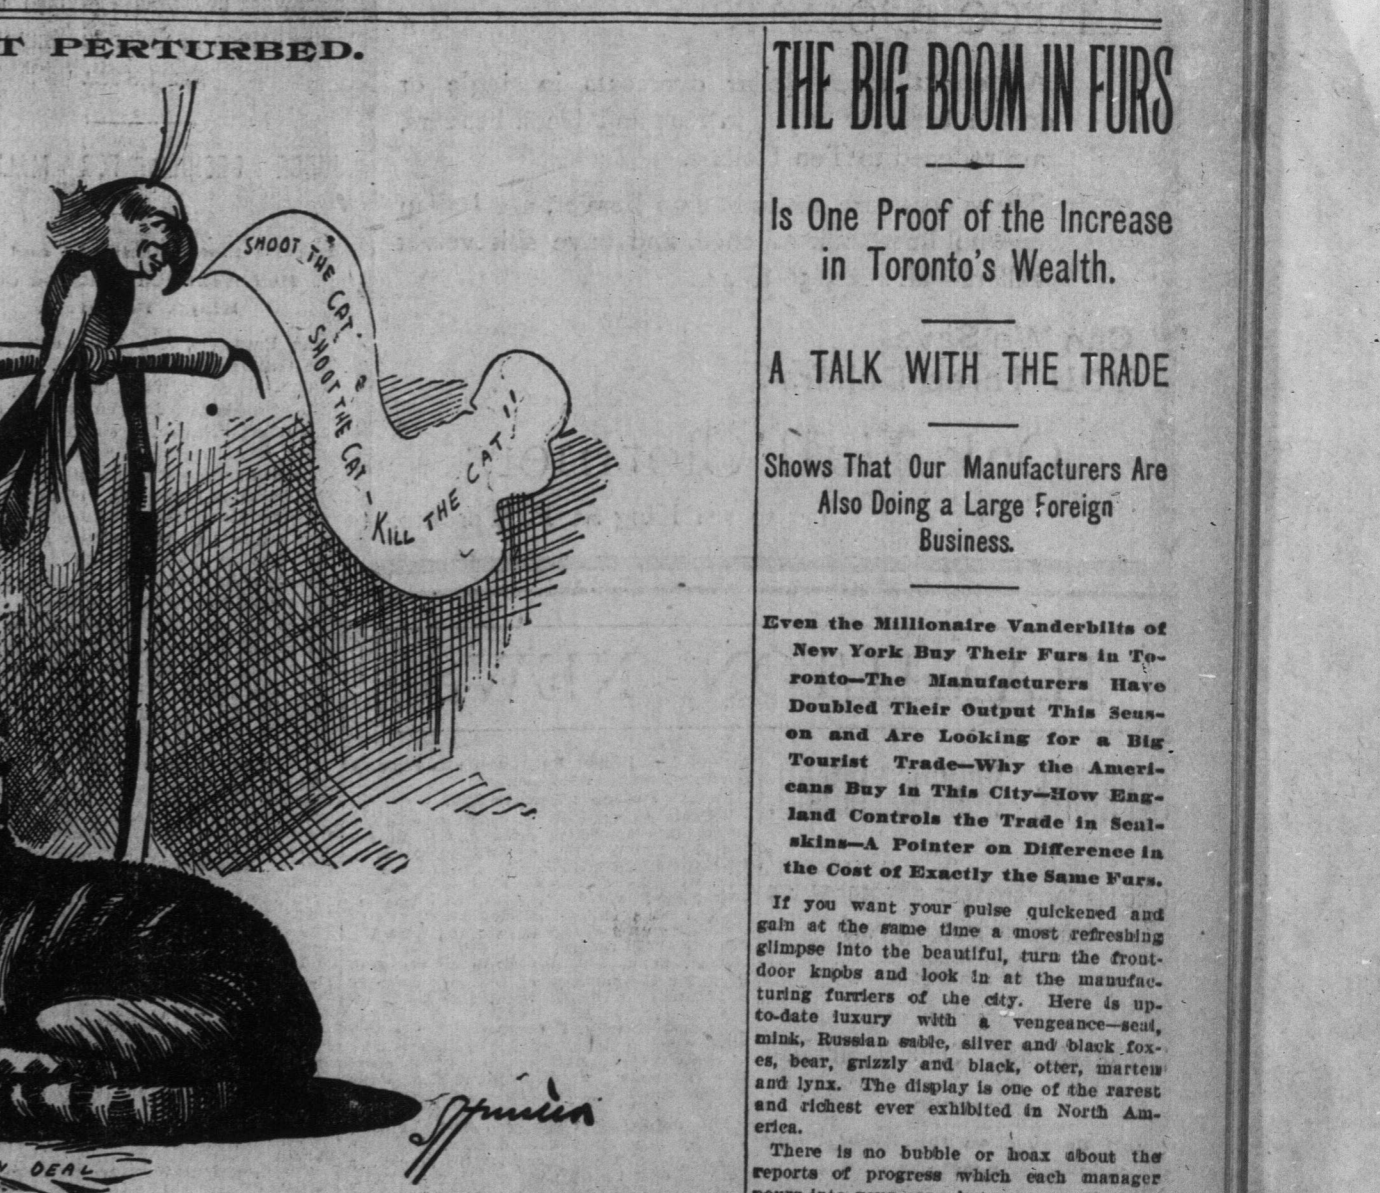 PERTURBED.
SHOOT THE CAT
SHOOT THE CAT
KILL THE CAT!!
DEAL
THE BIG BOOM IN FURS
Is One Proof of the Increase
in Toronto's Wealth.
A TALK WITH THE TRADE
Shows That Our Manufacturers Are
Also Doing a Large Foreign
Business.
Even the Millionaire Vanderbilts of
New York Buy Their Furs in To-
ronto—The Manufacturers Have
Doubled Their Output This Seas-
on and Are Looking for a Big
Tourist Trade—Why the Ameri-
cans Buy in This City—How Eng-
land Controls the Trade in Seal-
skins—A Pointer on Difference in
the Cost of Exactly the Same Furs.
If you want your pulse quickened and
gain at the same time a most refreshing
glimpse into the beautiful, turn the front-
door knobs and look in at the manufac-
turing furriers of the city. Here is up-
to-date luxury with a vengeance—seal,
mink, Russian sable, silver and black fox-
es, bear, grizzly and black, otter, marten
and lynx. The display is one of the rarest
and richest ever exhibited in North Am-
erica.
There is no bubble or hoax about the
reports of progress which each manager